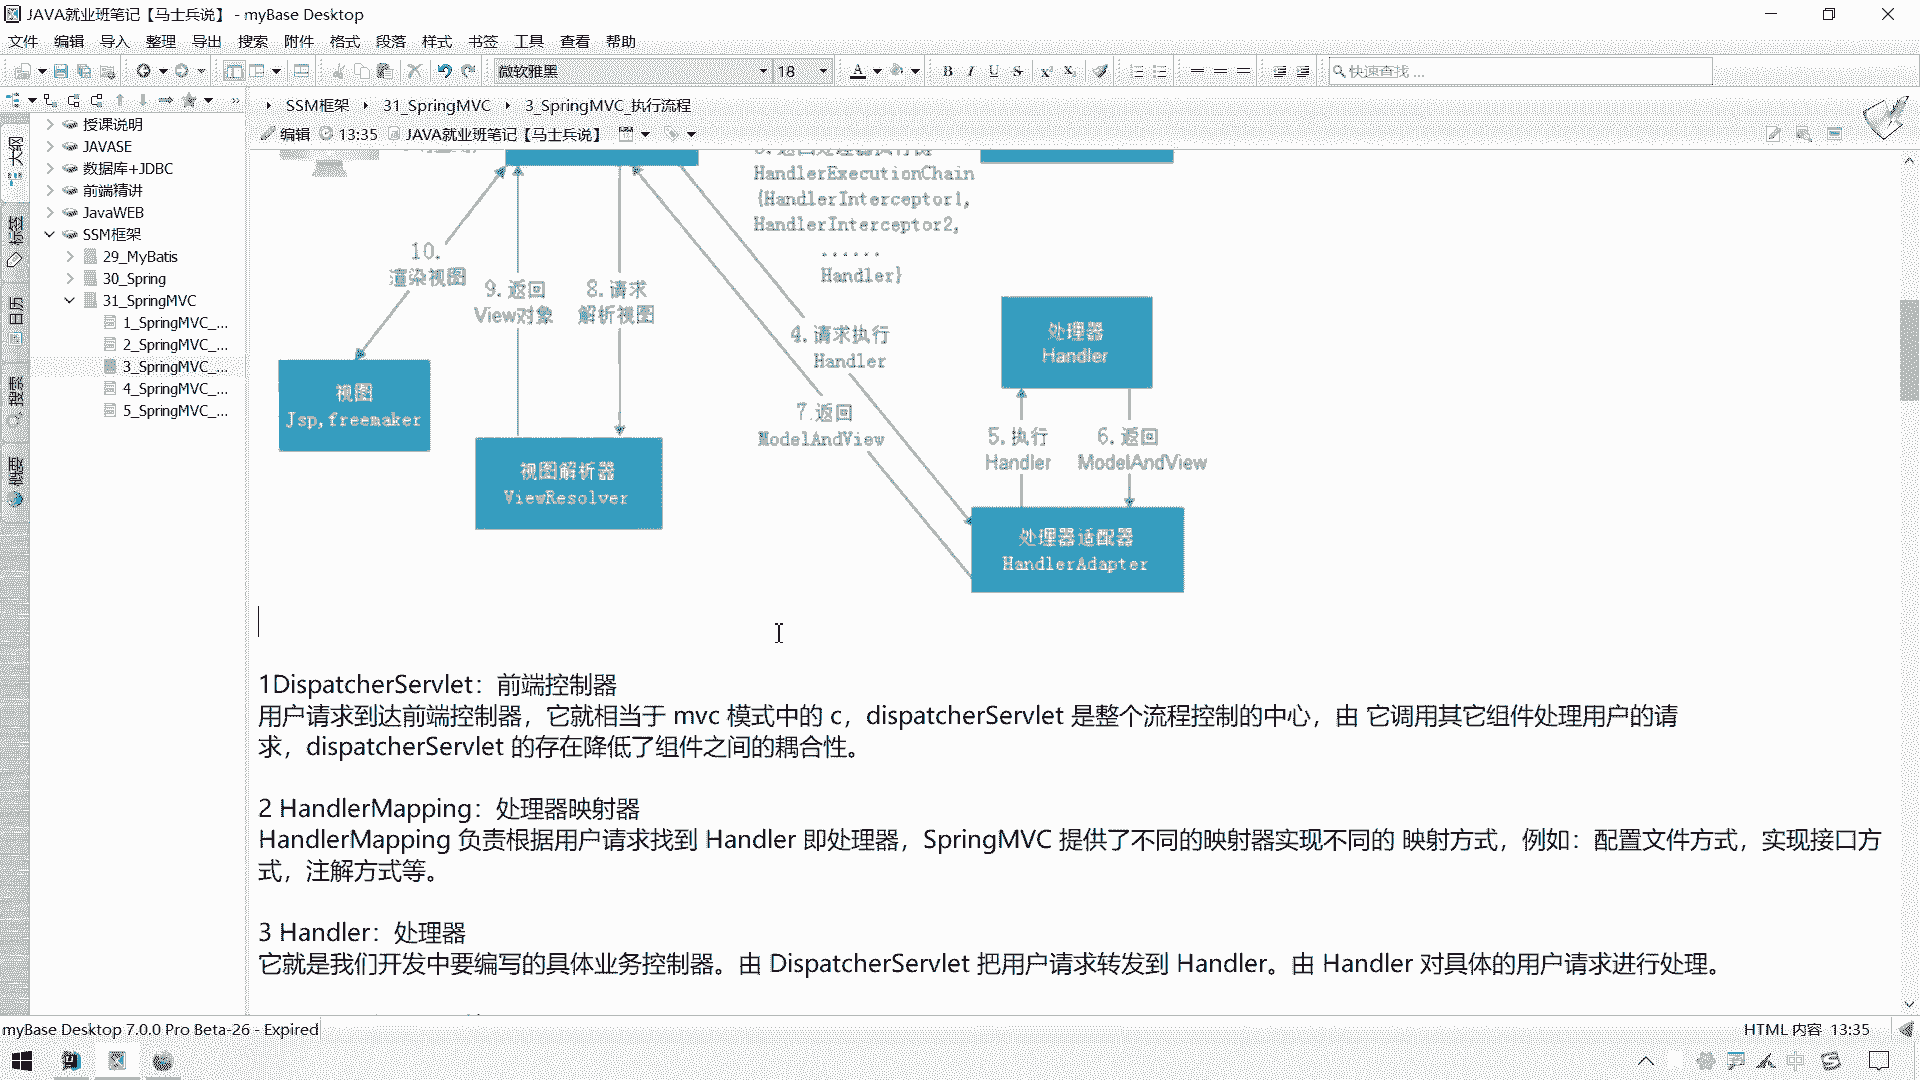 JAVA就业班笔记【马士兵说】 - myBase Desktop
文件 编辑 导入 整理 导出 搜索 附件 格式 段落 样式 书签 工具 查看 帮助
微软雅黑 18 快速查找 ...
SSM框架 31_SpringMVC 3_SpringMVC_执行流程
编辑 13:35 JAVA就业班笔记【马士兵说】
大纲
标签
日历
搜索
概要
授课说明
JAVASE
数据库+JDBC
前端精讲
JavaWEB
SSM框架
29_MyBatis
30_Spring
31_SpringMVC
1_SpringMVC_...
2_SpringMVC_...
3_SpringMVC_...
4_SpringMVC_...
5_SpringMVC_...
HandlerExecutionChain
{HandlerInterceptor1,
HandlerInterceptor2,
......
Handler}
10.
渲染视图
9.返回
View对象
8.请求
解析视图
4.请求执行
Handler
处理器
Handler
视图
Jsp,freemaker
7.返回
ModelAndView
5.执行
Handler
6.返回
ModelAndView
视图解析器
ViewResolver
处理器适配器
HandlerAdapter
1DispatcherServlet：前端控制器
用户请求到达前端控制器，它就相当于 mvc 模式中的 c，dispatcherServlet 是整个流程控制的中心，由 它调用其它组件处理用户的请
求，dispatcherServlet 的存在降低了组件之间的耦合性。
2 HandlerMapping：处理器映射器
HandlerMapping 负责根据用户请求找到 Handler 即处理器，SpringMVC 提供了不同的映射器实现不同的 映射方式，例如：配置文件方式，实现接口方
式，注解方式等。
3 Handler：处理器
它就是我们开发中要编写的具体业务控制器。由 DispatcherServlet 把用户请求转发到 Handler。由 Handler 对具体的用户请求进行处理。
myBase Desktop 7.0.0 Pro Beta-26 - Expired
HTML 内容 13:35
中